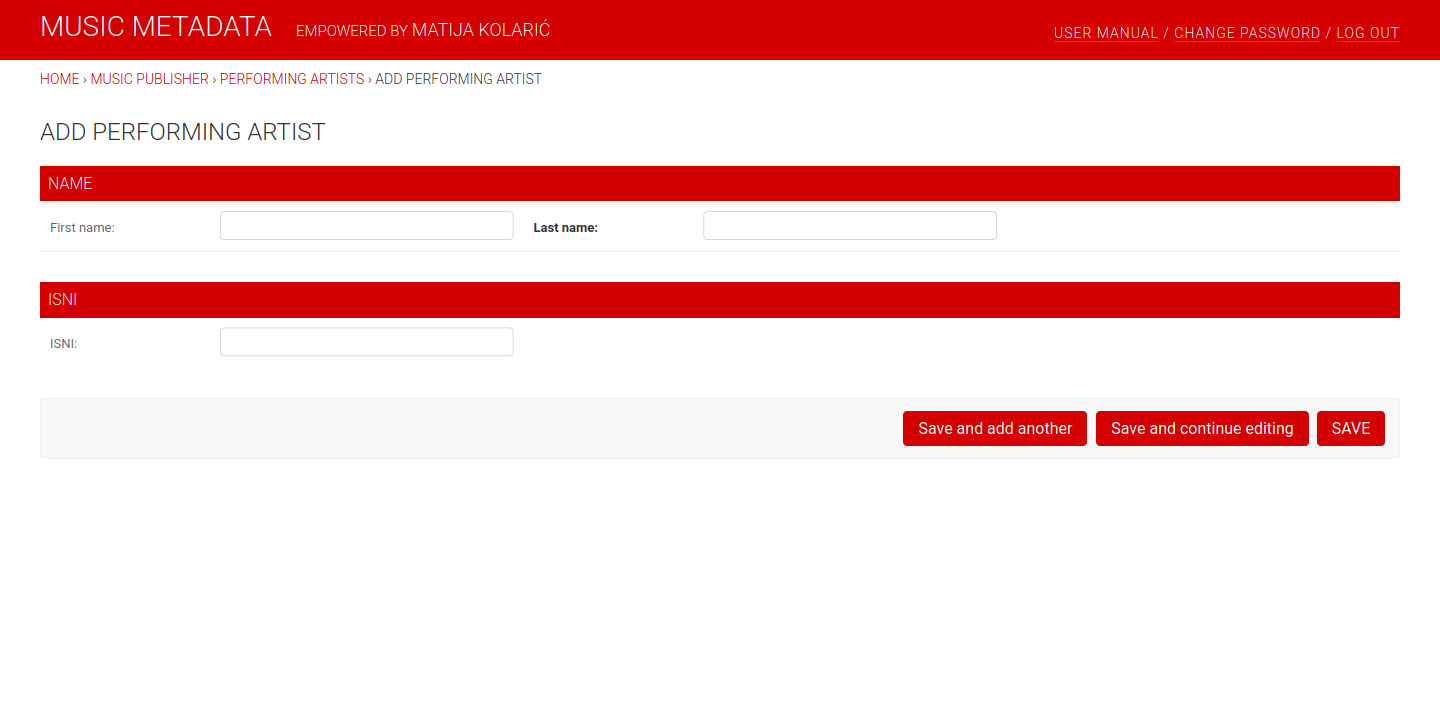 MUSIC METADATA EMPOWERED BY MATIJA KOLARIĆ USER MANUAL / CHANGE PASSWORD / LOG OUT
HOME › MUSIC PUBLISHER › PERFORMING ARTISTS › ADD PERFORMING ARTIST
ADD PERFORMING ARTIST
NAME
First name: Last name:
ISNI
ISNI:
Save and add another Save and continue editing SAVE